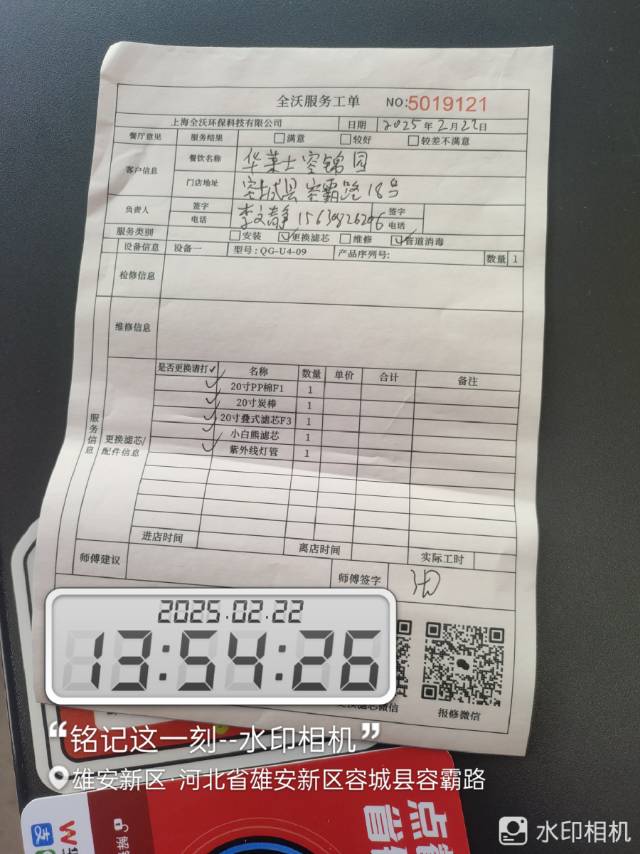 全沃服务工单 NO:5019121
上海全沃环保科技有限公司 日期 2025年2月22日
餐厅意见 服务结果 满意 较好 较差不满意
客户信息 餐饮名称 华莱士容锦园
门店地址 容城县容霸路18号
负责人 签字 李文静 签字
电话 电话
服务类别 安装 更换滤芯 维修 管道消毒
设备信息 设备一 型号:QG-U4-09 产品序列号: 数量 1
检修信息
维修信息
服务信息
更换滤芯/配件信息
是否更换请打✓ 名称 数量 单价 合计 备注
✓ 20寸PP棉F1 1
✓ 20寸炭棒 1
✓ 20寸叠式滤芯F3 1
✓ 小白熊滤芯 1
✓ 紫外线灯管 1
进店时间 离店时间 实际工时
师傅建议 师傅签字
换滤芯微信 报修微信
2025.02.22
13:54:26
“铭记这一刻--水印相机”
雄安新区·河北省雄安新区容城县容霸路
水印相机